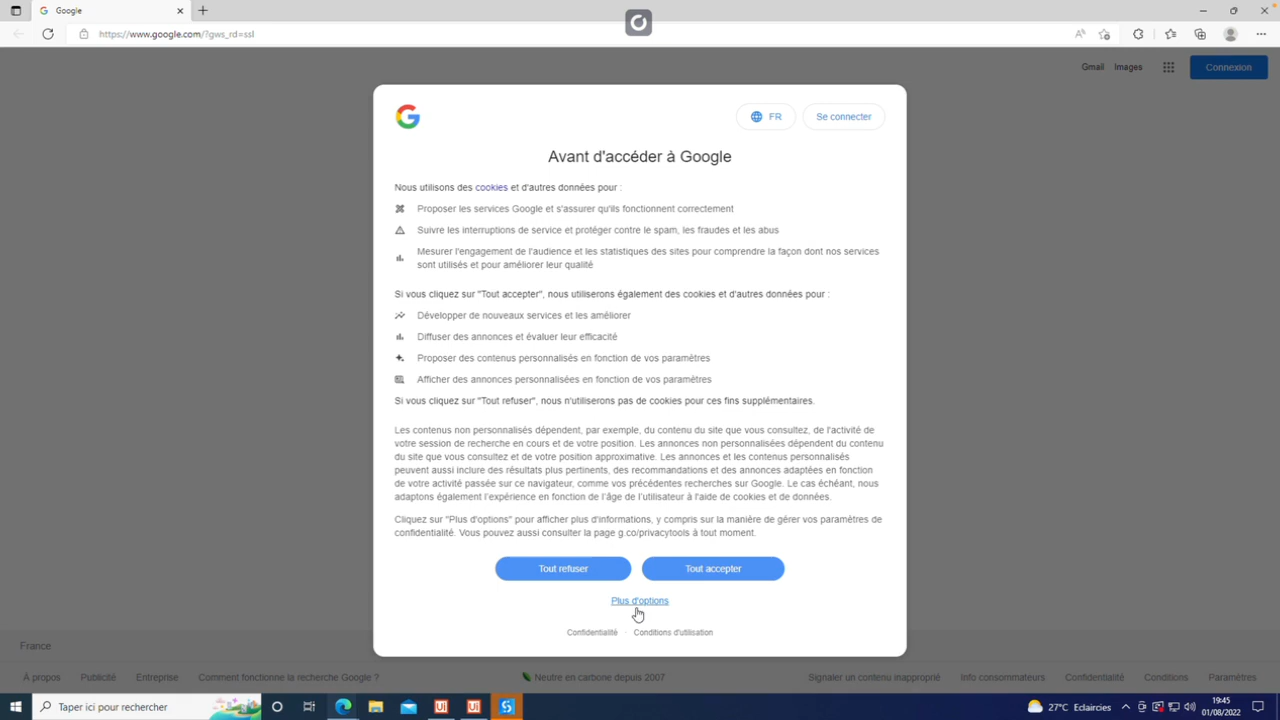 Google
https://www.google.com/?gws_rd=ssl
Gmail Images Connexion
FR Se connecter
Avant d'accéder à Google
Nous utilisons des cookies et d'autres données pour :
Proposer les services Google et s'assurer qu'ils fonctionnent correctement
Suivre les interruptions de service et protéger contre le spam, les fraudes et les abus
Mesurer l'engagement de l'audience et les statistiques des sites pour comprendre la façon dont nos services
sont utilisés et pour améliorer leur qualité
Si vous cliquez sur "Tout accepter", nous utiliserons également des cookies et d'autres données pour :
Développer de nouveaux services et les améliorer
Diffuser des annonces et évaluer leur efficacité
Proposer des contenus personnalisés en fonction de vos paramètres
Afficher des annonces personnalisées en fonction de vos paramètres
Si vous cliquez sur "Tout refuser", nous n'utiliserons pas de cookies pour ces fins supplémentaires.
Les contenus non personnalisés dépendent, par exemple, du contenu du site que vous consultez, de l'activité de
votre session de recherche en cours et de votre position. Les annonces non personnalisées dépendent du contenu
du site que vous consultez et de votre position approximative. Les annonces et les contenus personnalisés
peuvent aussi inclure des résultats plus pertinents, des recommandations et des annonces adaptées en fonction
de votre activité passée sur ce navigateur, comme vos précédentes recherches sur Google. Le cas échéant, nous
adaptons également l'expérience en fonction de l'âge de l'utilisateur à l'aide de cookies et de données.
Cliquez sur "Plus d'options" pour afficher plus d'informations, y compris sur la manière de gérer vos paramètres de
confidentialité. Vous pouvez aussi consulter la page g.co/privacytools à tout moment.
Tout refuser Tout accepter
Plus d'options
Confidentialité · Conditions d'utilisation
France
À propos Publicité Entreprise Comment fonctionne la recherche Google ? Neutre en carbone depuis 2007 Signaler un contenu inapproprié Info consommateurs Confidentialité Conditions Paramètres
Taper ici pour rechercher
27°C Eclaircies
19:45
01/08/2022